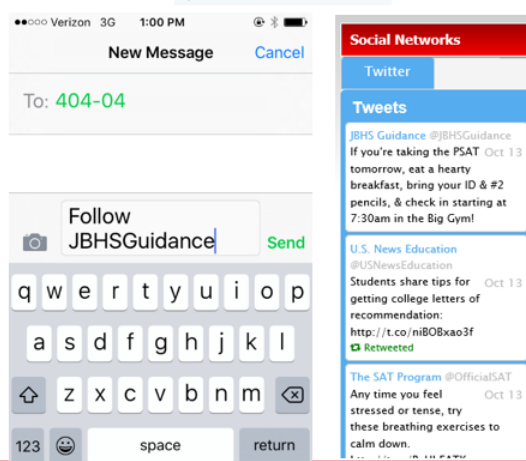 Verizon 3G 1:00 PM
New Message Cancel
To: 404-04
Follow
JBHSGuidance
Send
q w e r t y u i o p
a s d f g h j k l
z x c v b n m
123 space return
Social Networks
Twitter
Tweets
JBHS Guidance @JBHSGuidance
If you're taking the PSAT Oct 13
tomorrow, eat a hearty
breakfast, bring your ID & #2
pencils, & check in starting at
7:30am in the Big Gym!
U.S. News Education
@USNewsEducation
Students share tips for Oct 13
getting college letters of
recommendation:
http://t.co/niBOBxao3f
Retweeted
The SAT Program @OfficialSAT
Any time you feel Oct 13
stressed or tense, try
these breathing exercises to
calm down.